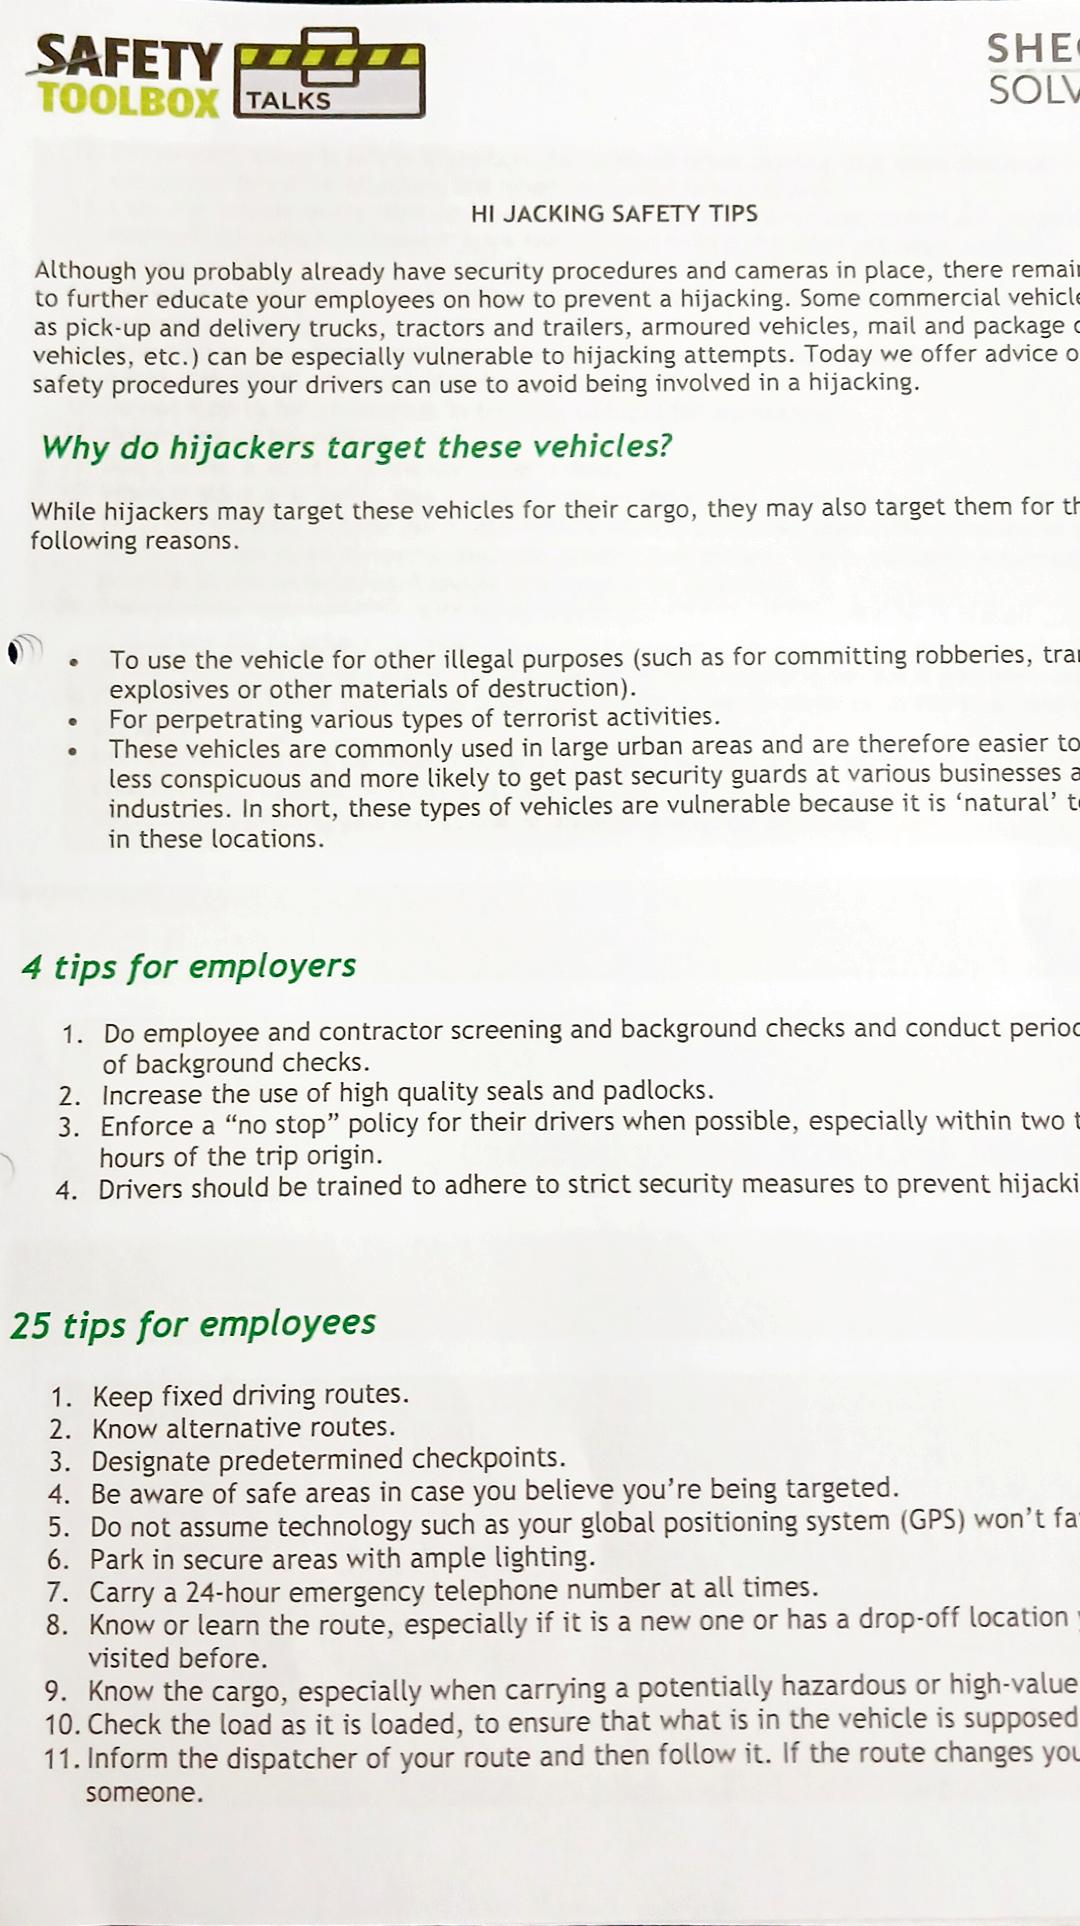 SAFETY
TOOLBOX
TALKS
SOLV
HI JACKING SAFETY TIPS
Although you probably already have security procedures and cameras in place, there
to further educate your employees on how to prevent a hijacking. Some commercial
as pick-up and delivery trucks, tractors and trailers, armoured vehicles, mail and package
vehicles, etc.) can be especially vulnerable to hijacking attempts. Today we offer advice
safety procedures your drivers can use to avoid being involved in a hijacking.
Why do hijackers target these vehicles?
While hijackers may target these vehicles for their cargo, they may also target them for
following reasons.
• To use the vehicle for other illegal purposes (such as for committing robberies,
explosives or other materials of destruction).
• For perpetrating various types of terrorist activities.
• These vehicles are commonly used in large urban areas and are therefore easier to
less conspicuous and more likely to get past security guards at various businesses
industries. In short, these types of vehicles are vulnerable because it is ‘natural’
in these locations.
4 tips for employers
1. Do employee and contractor screening and background checks and conduct
of background checks.
2. Increase the use of high quality seals and padlocks.
3. Enforce a “no stop” policy for their drivers when possible, especially within two
hours of the trip origin.
4. Drivers should be trained to adhere to strict security measures to prevent
25 tips for employees
1. Keep fixed driving routes.
2. Know alternative routes.
3. Designate predetermined checkpoints.
4. Be aware of safe areas in case you believe you’re being targeted.
5. Do not assume technology such as your global positioning system (GPS) won’t
6. Park in secure areas with ample lighting.
7. Carry a 24-hour emergency telephone number at all times.
8. Know or learn the route, especially if it is a new one or has a drop-off location
visited before.
9. Know the cargo, especially when carrying a potentially hazardous or high-value
10. Check the load as it is loaded, to ensure that what is in the vehicle is supposed
11. Inform the dispatcher of your route and then follow it. If the route changes
someone.